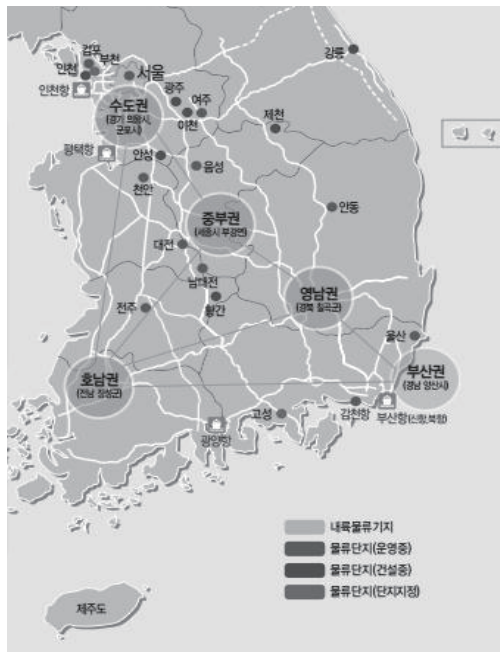 강릉
김포
부천
인천
서울
인천항
광주
여주
이천
수도권
(경기 의왕시,
군포시)
제천
평택항
안성
음성
천안
안동
중부권
(세종시 부강면)
대전
남대전
황간
영남권
(경북 칠곡군)
전주
울산
호남권
(전남 장성군)
부산권
(경남 양산시)
고성
감천항
부산항(신항,북항)
광양항
내륙물류기지
물류단지(운영중)
물류단지(건설중)
물류단지(단지지정)
제주도